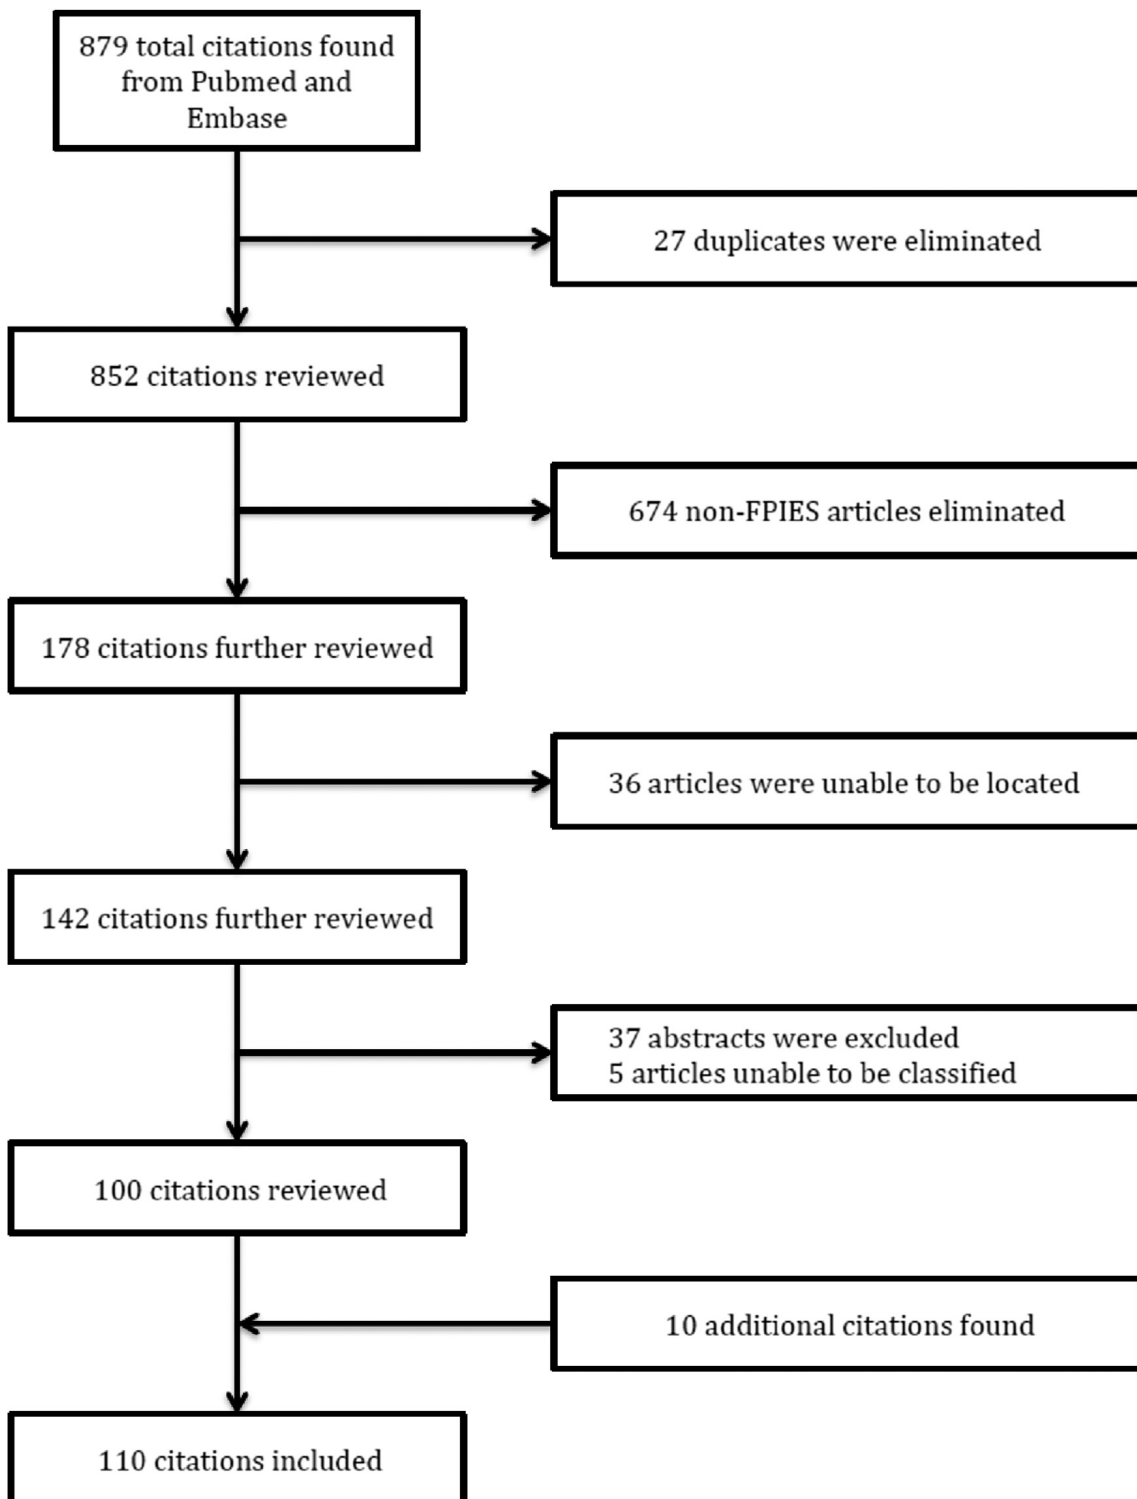 879 total citations found
from Pubmed and
Embase
27 duplicates were eliminated
852 citations reviewed
674 non-FPIES articles eliminated
178 citations further reviewed
36 articles were unable to be located
142 citations further reviewed
37 abstracts were excluded
5 articles unable to be classified
100 citations reviewed
10 additional citations found
110 citations included